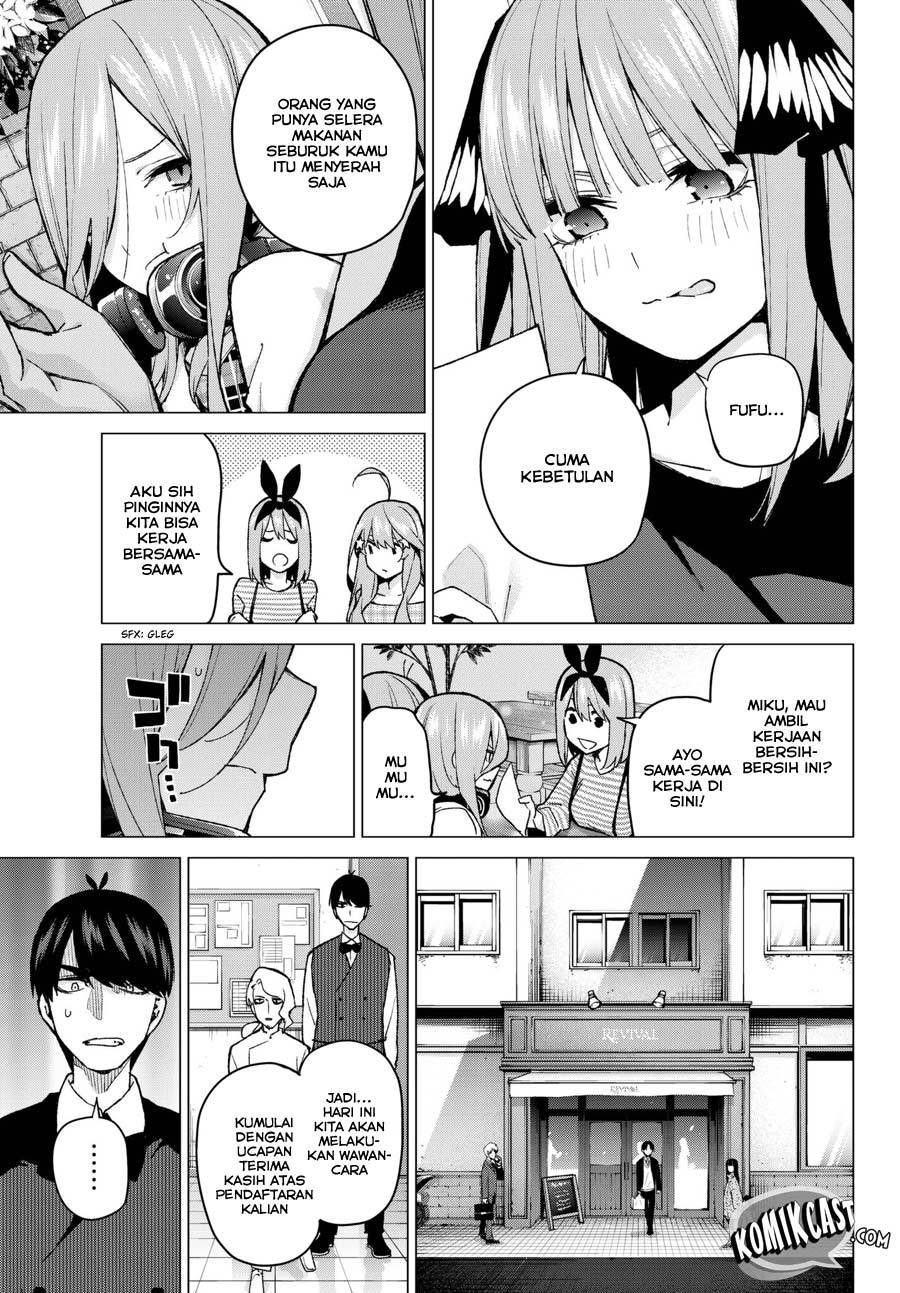 FUFU...
CUMA
KEBETULAN
ORANG YANG
PUNYA SELERA
MAKANAN
SEBURUK KAMU
ITU MENYERAH
SAJA
AKU SIH
PINGINNYA
KITA BISA
KERJA
BERSAMA-
SAMA
MIKU, MAU
AMBIL
KERJAAN
BERSIH-
BERSIH INI?
AYO
SAMA-SAMA
KERJA DI
SINI!
MU
MU
MU...
SFX: GLEG
ゴク…
REVIVAL
REVIVAL
JADI...
HARI INI
KITA AKAN
MELAKU-
KAN WAWAN-
CARA
KUMULAI
DENGAN
UCAPAN
TERIMA
KASIH ATAS
PENDAFTARAN
KALIAN
......
KOMIKCAST.COM